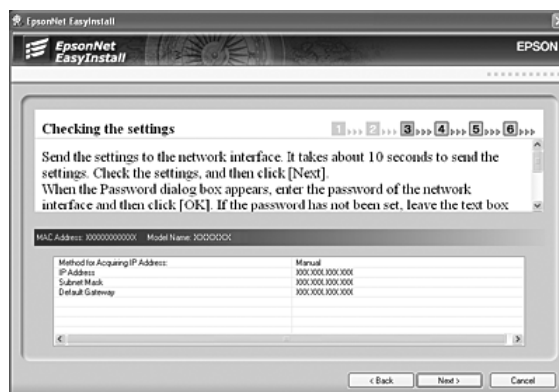 EpsonNet EasyInstall
EpsonNet
EasyInstall
EPSON
Checking the settings
1 2 3 4 5 6
Send the settings to the network interface. It takes about 10 seconds to send the
settings. Check the settings, and then click [Next].
When the Password dialog box appears, enter the password of the network
interface and then click [OK]. If the password has not been set, leave the text box
MAC Address: XXXXXXXXXXXX Model Name: XXXXXXX
Method for Acquiring IP Address: Manual
IP Address XXX.XXX.XXX.XXX
Subnet Mask XXX.XXX.XXX.XXX
Default Gateway XXX.XXX.XXX.XXX
< Back Next > Cancel